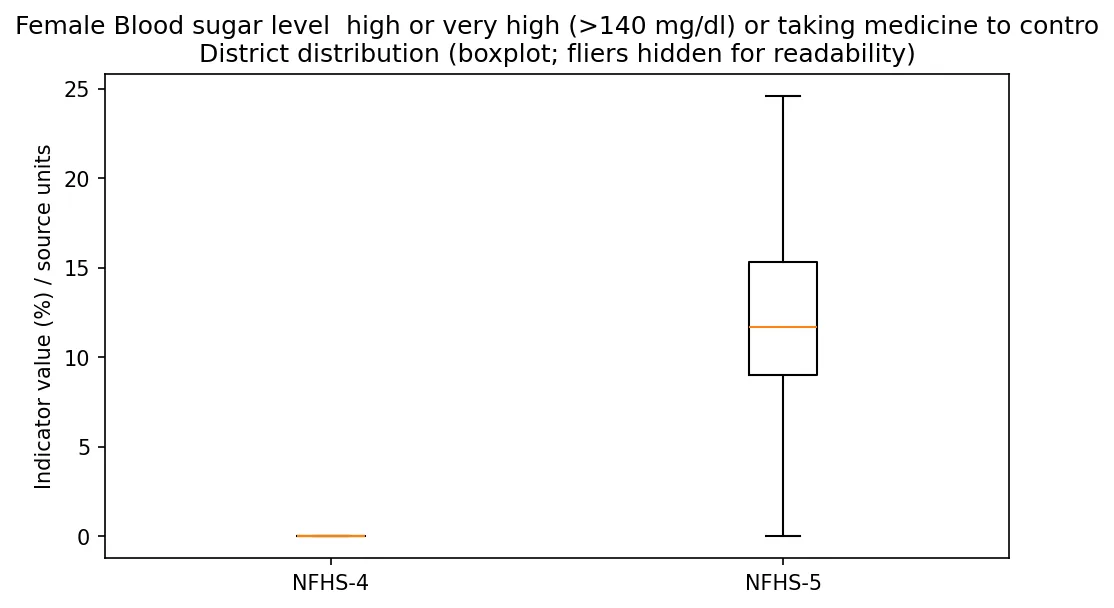 Female Blood sugar level  high or very high (>140 mg/dl) or taking medicine to contro
District distribution (boxplot; fliers hidden for readability)
Indicator value (%) / source units
25
20
15
10
5
0
NFHS-4
NFHS-5